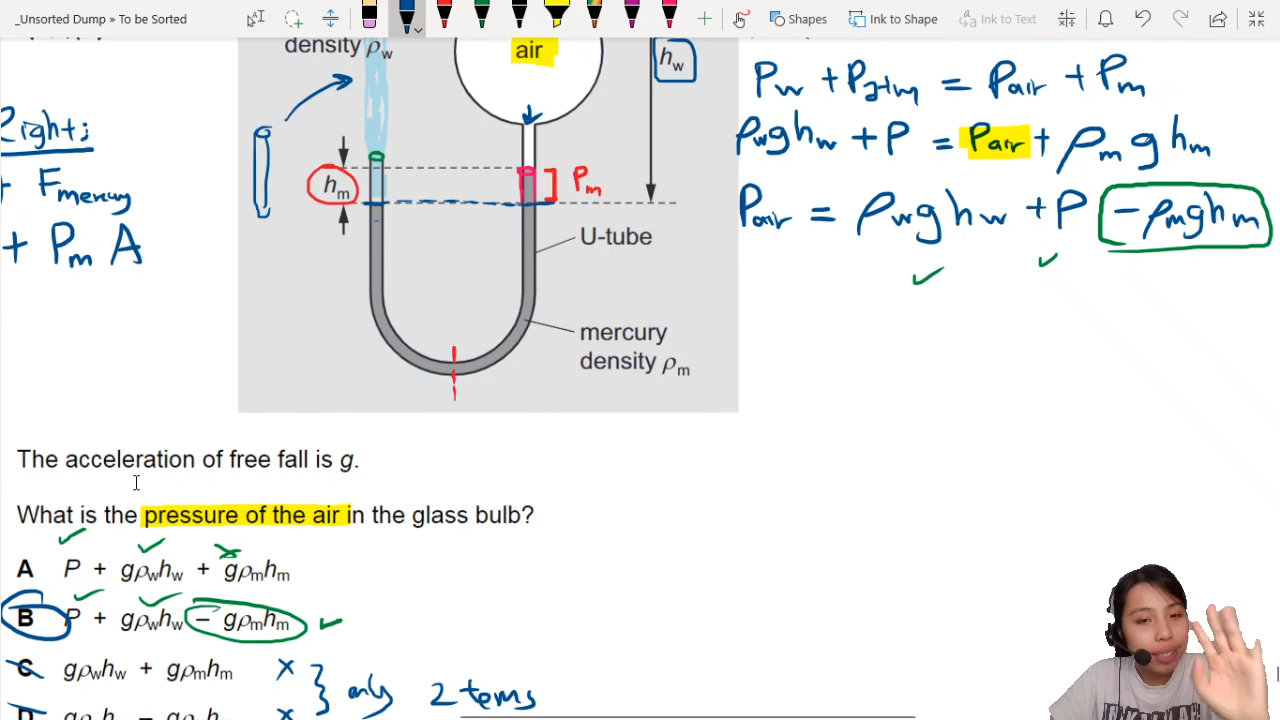 _Unsorted Dump » To be Sorted
Shapes
Ink to Shape
Ink to Text
density ρw
air
hw
Right;
+ Fmercury
+ Pm A
hm
Pm
U-tube
mercury
density ρm
Pw + Patm = Pair + Pm
ρwghw + P = Pair + ρm g hm
Pair = ρwghw + P - ρmghm
The acceleration of free fall is g.
What is the pressure of the air in the glass bulb?
A P + gρwhw + gρmhm
B P + gρwhw − gρmhm
C gρwhw + gρmhm
only 2 terms